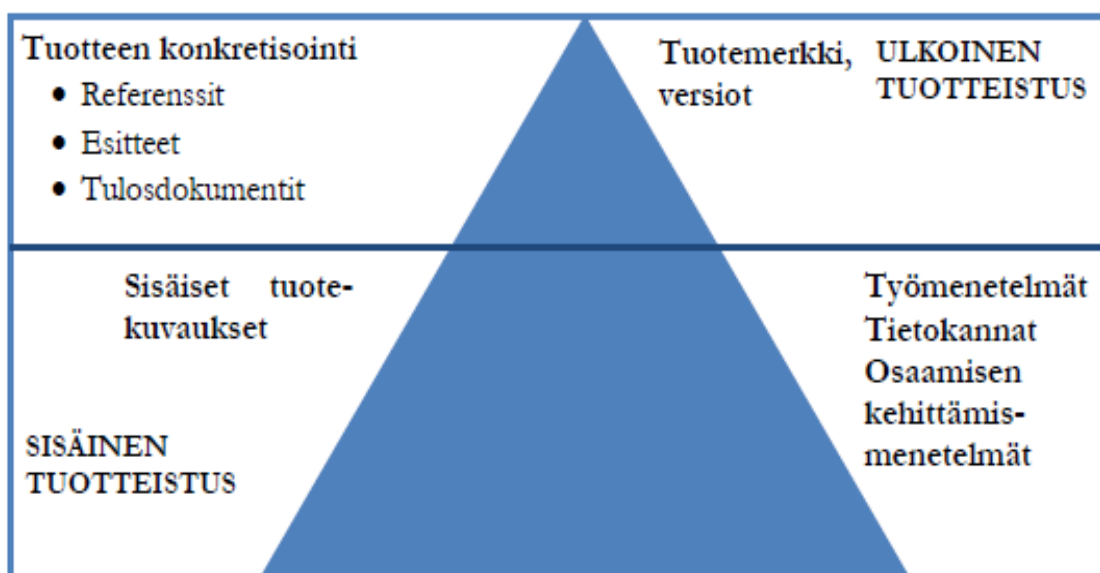 Tuotteen konkretisointi
• Referenssit
• Esitteet
• Tulosdokumentit
Tuotemerkki,
versiot
ULKOINEN
TUOTTEISTUS
Sisäiset tuote-
kuvaukset
SISÄINEN
TUOTTEISTUS
Työmenetelmät
Tietokannat
Osaamisen
kehittämis-
menetelmät